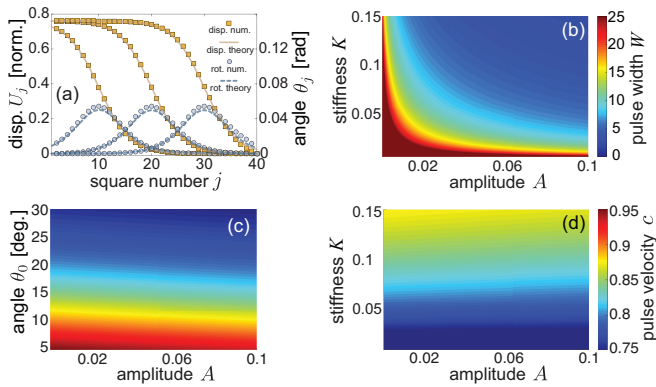 0.8
0.6
0.4
0.2
0
disp. U_j [norm.]
(a)
disp. num.
disp. theory
rot. num.
rot. theory
0.12
0.08
0.04
0
angle θ_j [rad]
10 20 30 40
square number j
0.15
0.1
0.05
stiffness K
(b)
0.02 0.06 0.1
amplitude A
25
20
15
10
5
0
pulse width W
30
25
20
15
10
5
angle θ_0 [deg.]
(c)
0.02 0.06 0.1
amplitude A
0.15
0.1
0.05
stiffness K
(d)
0.02 0.06 0.1
amplitude A
0.95
0.9
0.85
0.8
0.75
pulse velocity c